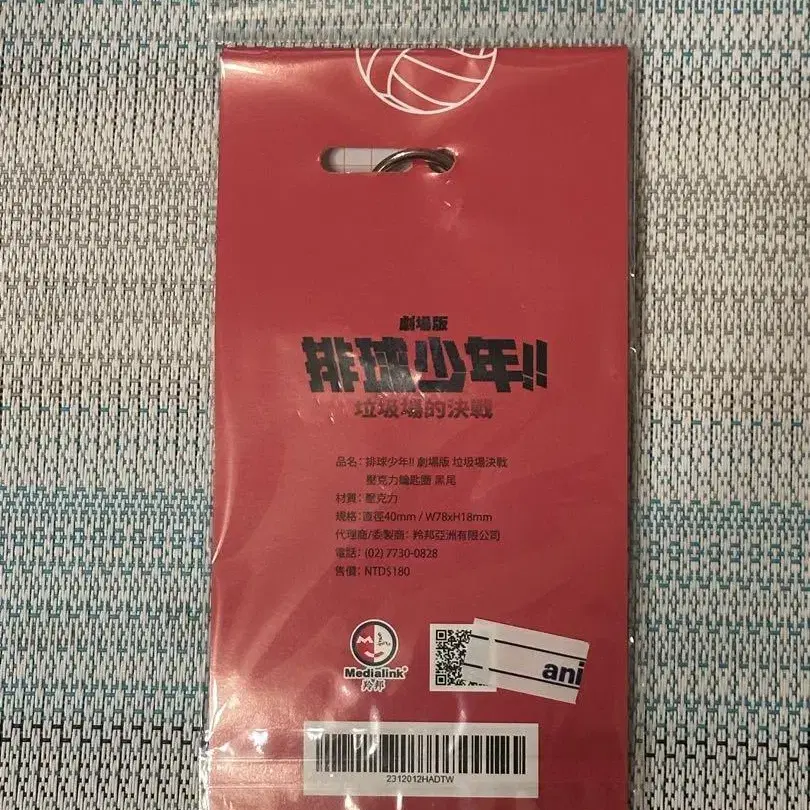 劇場版
排球少年!!
垃圾場的決戰
品名：排球少年!! 劇場版 垃圾場決戰
壓克力鑰匙圈 黑尾
材質：壓克力
規格：直徑40mm / W78xH18mm
代理商/委製商：羚邦亞洲有限公司
電話：(02) 7730-0828
售價：NTD$180
Medialink+
羚邦
ani
2312012HADTW